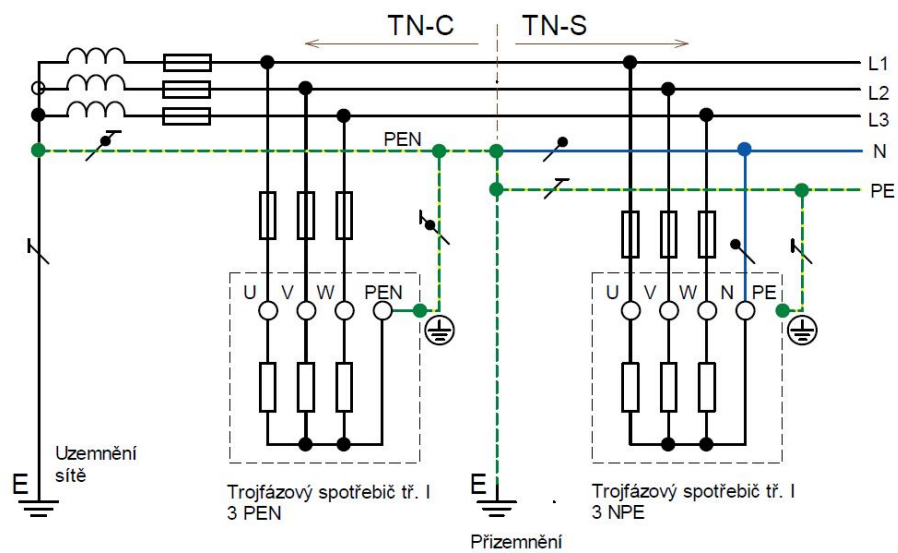 TN-C TN-S
L1
L2
L3
PEN
N
PE
U V W PEN
U V W N PE
Uzemnění
sítě
E
E
Trojfázový spotřebič tř. I
3 PEN
Trojfázový spotřebič tř. I
3 NPE
Přizemnění